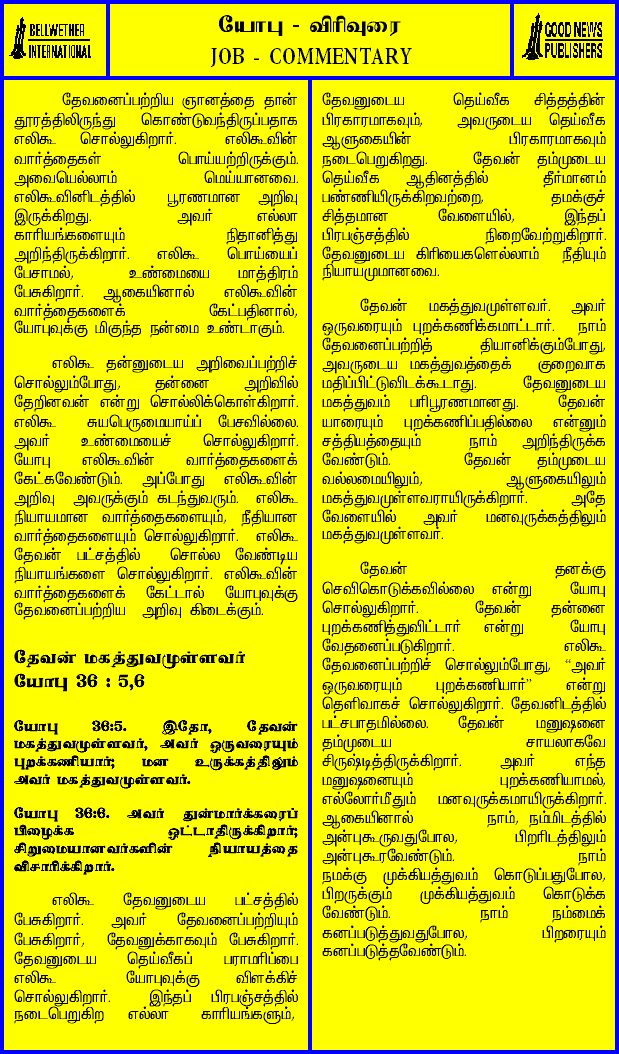 BELLWETHER
INTERNATIONAL
யோபு - விரிவுரை
JOB - COMMENTARY
GOOD NEWS
PUBLISHERS
தேவனைப்பற்றிய ஞானத்தை தான்
தூரத்திலிருந்து கொண்டுவந்திருப்பதாக
எலிகூ சொல்லுகிறார். எலிகூவின்
வார்த்தைகள் பொய்யற்றிருக்கும்.
அவையெல்லாம் மெய்யானவை.
எலிகூவினிடத்தில் பூரணமான அறிவு
இருக்கிறது. அவர் எல்லா
காரியங்களையும் நிதானித்து
அறிந்திருக்கிறார். எலிகூ பொய்யைப்
பேசாமல், உண்மையை மாத்திரம்
பேசுகிறார். ஆகையினால் எலிகூவின்
வார்த்தைகளைக் கேட்பதினால்,
யோபுவுக்கு மிகுந்த நன்மை உண்டாகும்.
எலிகூ தன்னுடைய அறிவைப்பற்றிச்
சொல்லும்போது, தன்னை அறிவில்
தேறினவன் என்று சொல்லிக்கொள்கிறார்.
எலிகூ சுயபெருமையாய்ப் பேசவில்லை.
அவர் உண்மையைச் சொல்லுகிறார்.
யோபு எலிகூவின் வார்த்தைகளைக்
கேட்கவேண்டும். அப்போது எலிகூவின்
அறிவு அவருக்கும் கடந்துவரும். எலிகூ
நியாயமான வார்த்தைகளையும், நீதியான
வார்த்தைகளையும் சொல்லுகிறார். எலிகூ
தேவன் பட்சத்தில் சொல்ல வேண்டிய
நியாயங்களை சொல்லுகிறார். எலிகூவின்
வார்த்தைகளைக் கேட்டால் யோபுவுக்கு
தேவனைப்பற்றிய அறிவு கிடைக்கும்.
தேவன் மகத்துவமுள்ளவர்
யோபு 36 : 5,6
யோபு 36:5. இதோ, தேவன்
மகத்துவமுள்ளவர், அவர் ஒருவரையும்
புறக்கணியார்; மன உருக்கத்திலும்
அவர் மகத்துவமுள்ளவர்.
யோபு 36:6. அவர் துன்மார்க்கரைப்
பிழைக்க ஒட்டாதிருக்கிறார்;
சிறுமையானவர்களின் நியாயத்தை
விசாரிக்கிறார்.
எலிகூ தேவனுடைய பட்சத்தில்
பேசுகிறார். அவர் தேவனைப்பற்றியும்
பேசுகிறார், தேவனுக்காகவும் பேசுகிறார்.
தேவனுடைய தெய்வீகப் பராமரிப்பை
எலிகூ யோபுவுக்கு விளக்கிச்
சொல்லுகிறார். இந்தப் பிரபஞ்சத்தில்
நடைபெறுகிற எல்லா காரியங்களும்,
தேவனுடைய தெய்வீக சித்தத்தின்
பிரகாரமாகவும், அவருடைய தெய்வீக
ஆளுகையின் பிரகாரமாகவும்
நடைபெறுகிறது. தேவன் தம்முடைய
தெய்வீக ஆதினத்தில் தீர்மானம்
பண்ணியிருக்கிறவற்றை, தமக்குச்
சித்தமான வேளையில், இந்தப்
பிரபஞ்சத்தில் நிறைவேற்றுகிறார்.
தேவனுடைய கிரியைகளெல்லாம் நீதியும்
நியாயமுமானவை.
தேவன் மகத்துவமுள்ளவர். அவர்
ஒருவரையும் புறக்கணிக்கமாட்டார். நாம்
தேவனைப்பற்றித் தியானிக்கும்போது,
அவருடைய மகத்துவத்தைக் குறைவாக
மதிப்பிட்டுவிடக்கூடாது. தேவனுடைய
மகத்துவம் பரிபூரணமானது. தேவன்
யாரையும் புறக்கணிப்பதில்லை என்னும்
சத்தியத்தையும் நாம் அறிந்திருக்க
வேண்டும். தேவன் தம்முடைய
வல்லமையிலும், ஆளுகையிலும்
மகத்துவமுள்ளவராயிருக்கிறார். அதே
வேளையில் அவர் மனவுருக்கத்திலும்
மகத்துவமுள்ளவர்.
தேவன் தனக்கு
செவிகொடுக்கவில்லை என்று யோபு
சொல்லுகிறார். தேவன் தன்னை
புறக்கணித்துவிட்டார் என்று யோபு
வேதனைப்படுகிறார். எலிகூ
தேவனைப்பற்றிச் சொல்லும்போது, “அவர்
ஒருவரையும் புறக்கணியார்” என்று
தெளிவாகச் சொல்லுகிறார். தேவனிடத்தில்
பட்சபாதமில்லை. தேவன் மனுஷனை
தம்முடைய சாயலாகவே
சிருஷ்டித்திருக்கிறார். அவர் எந்த
மனுஷனையும் புறக்கணியாமல்,
எல்லோர்மீதும் மனவுருக்கமாயிருக்கிறார்.
ஆகையினால் நாம், நம்மிடத்தில்
அன்புகூருவதுபோல, பிறரிடத்திலும்
அன்புகூரவேண்டும். நாம்
நமக்கு முக்கியத்துவம் கொடுப்பதுபோல,
பிறருக்கும் முக்கியத்துவம் கொடுக்க
வேண்டும். நாம் நம்மைக்
கனப்படுத்துவதுபோல, பிறரையும்
கனப்படுத்தவேண்டும்.